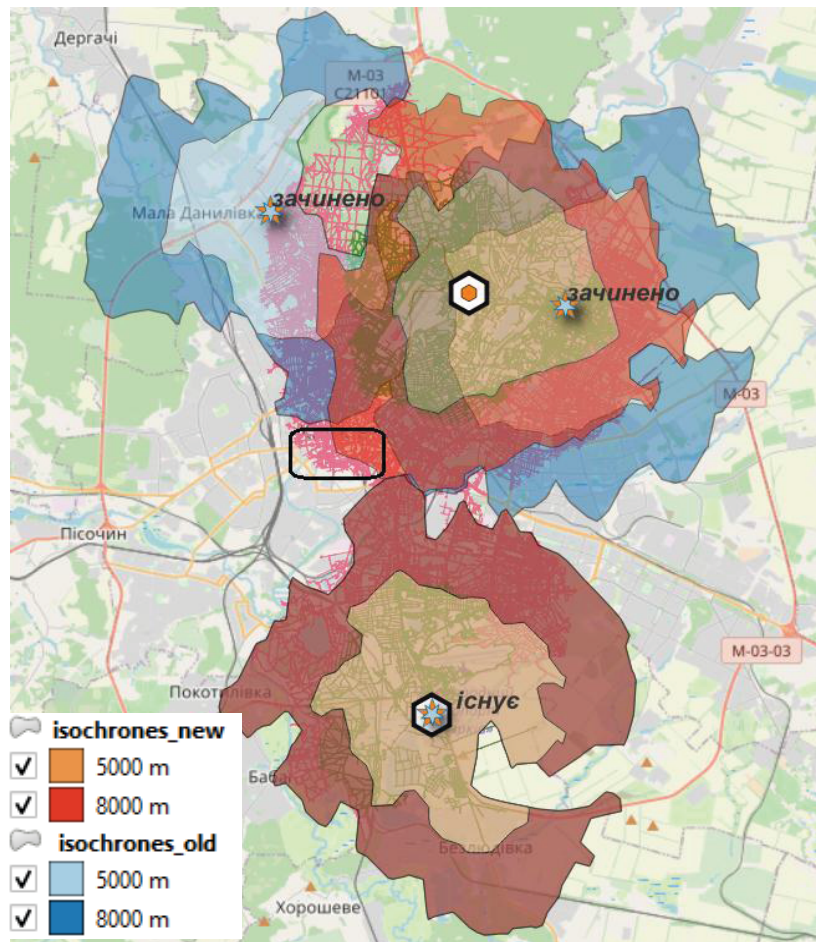 Дергачі
М-03
С21101
зачинено
Мала Данилівка
зачинено
М-03
Пісочин
М-03-03
Покотилівка
існує
isochrones_new
5000 m
8000 m
isochrones_old
5000 m
8000 m
Безлюдівка
Хорошеве